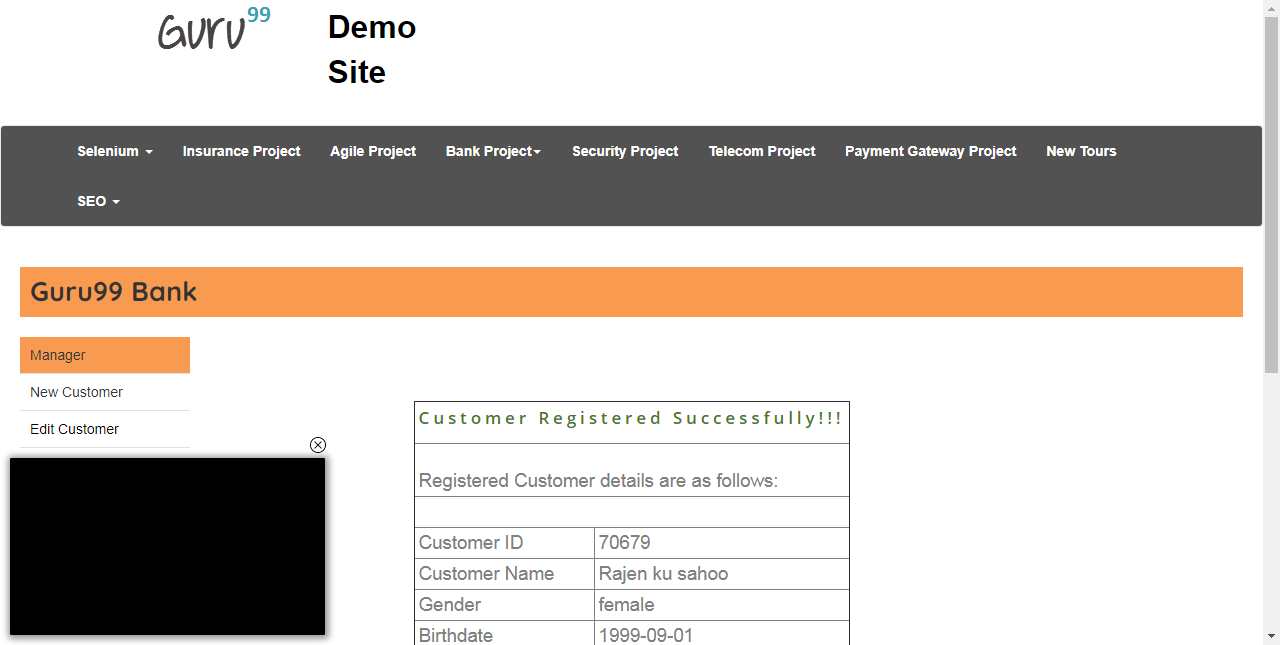 Guru99
Demo
Site
Selenium Insurance Project Agile Project Bank Project Security Project Telecom Project Payment Gateway Project New Tours
SEO
Guru99 Bank
Manager
New Customer
Edit Customer
Customer Registered Successfully!!!
Registered Customer details are as follows:
Customer ID 70679
Customer Name Rajen ku sahoo
Gender female
Birthdate 1999-09-01